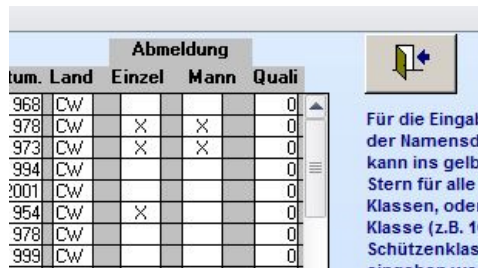 Abmeldung
tum. Land Einzel Mann Quali
968 CW 0
978 CW X X 0
973 CW X X 0
994 CW 0
2001 CW 0
954 CW X 0
978 CW 0
999 CW 0
Für die Eingab
der Namensd
kann ins gelb
Stern für alle
Klassen, oder
Klasse (z.B. 1
Schützenklas